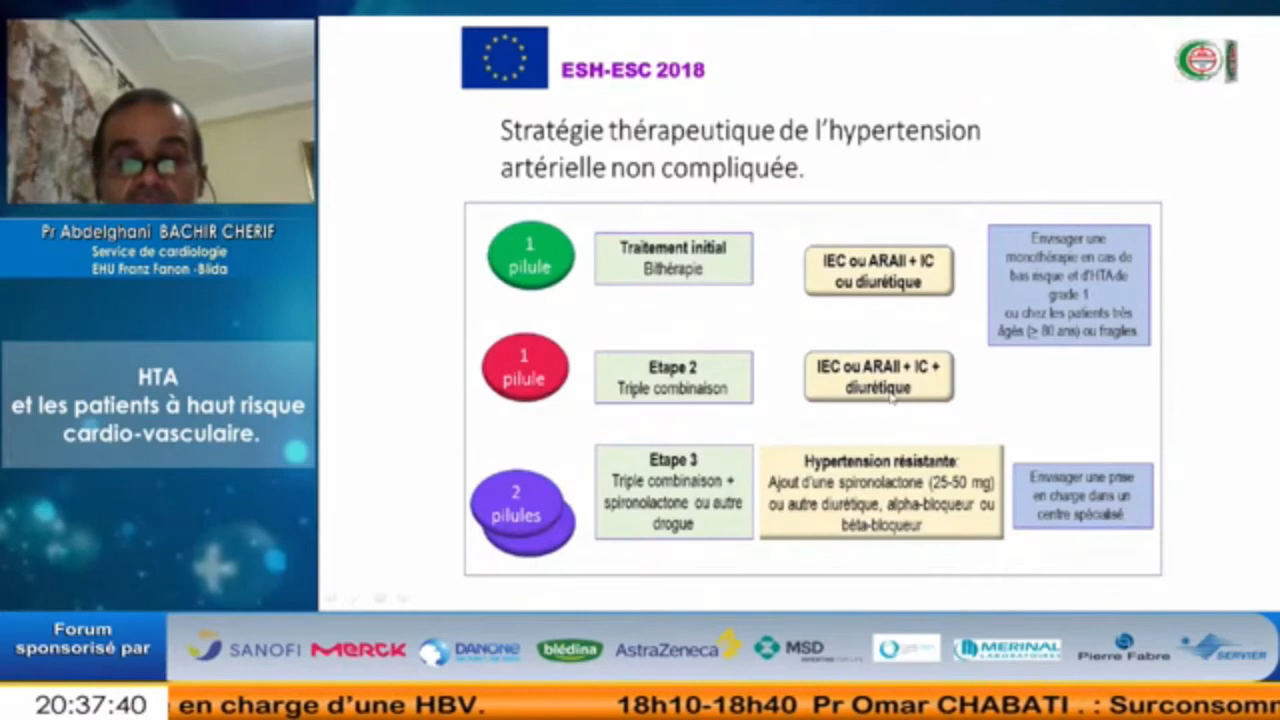 ESH-ESC 2018
Stratégie thérapeutique de l'hypertension
artérielle non compliquée.
1
pilule
Traitement initial
Bithérapie
IEC ou ARAII + IC
ou diurétique
Envisager une
monothérapie en cas de
bas risque et d'HTA de
grade 1
ou chez les patients très
âgés (≥ 80 ans) ou fragiles
1
pilule
Etape 2
Triple combinaison
IEC ou ARAII + IC +
diurétique
2
pilules
Etape 3
Triple combinaison +
spironolactone ou autre
drogue
Hypertension résistante:
Ajout d'une spironolactone (25-50 mg)
ou autre diurétique, alpha-bloqueur ou
béta-bloqueur
Envisager une prise
en charge dans un
centre spécialisé
Pr Abdelghani BACHIR CHERIF
Service de cardiologie
EHU Franz Fanon -Blida
HTA
et les patients à haut risque
cardio-vasculaire.
Forum
sponsorisé par
SANOFI MERCK DANONE blédina AstraZeneca MSD MERINAL LABORATOIRES Pierre Fabre SERVIER
20:37:40 en charge d'une HBV. 18h10-18h40 Pr Omar CHABATI . : Surconsomm